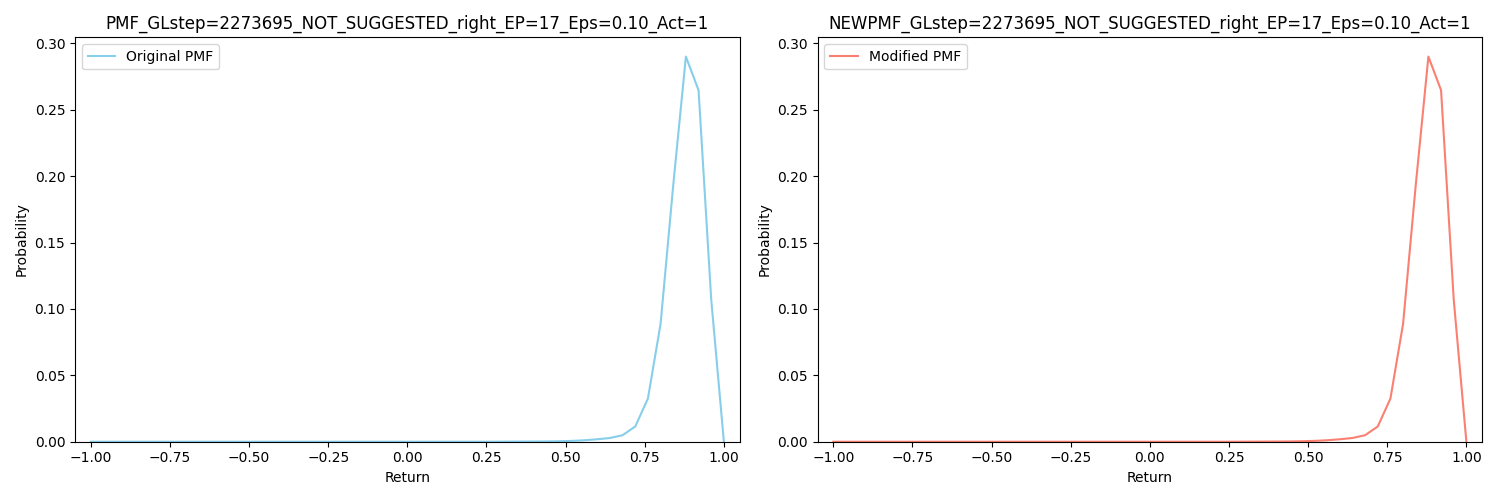 PMF_GLstep=2273695_NOT_SUGGESTED_right_EP=17_Eps=0.10_Act=1
Original PMF
0.30
0.25
0.20
0.15
0.10
0.05
0.00
Probability
−1.00 −0.75 −0.50 −0.25 0.00 0.25 0.50 0.75 1.00
Return
NEWPMF_GLstep=2273695_NOT_SUGGESTED_right_EP=17_Eps=0.10_Act=1
Modified PMF
0.30
0.25
0.20
0.15
0.10
0.05
0.00
Probability
−1.00 −0.75 −0.50 −0.25 0.00 0.25 0.50 0.75 1.00
Return